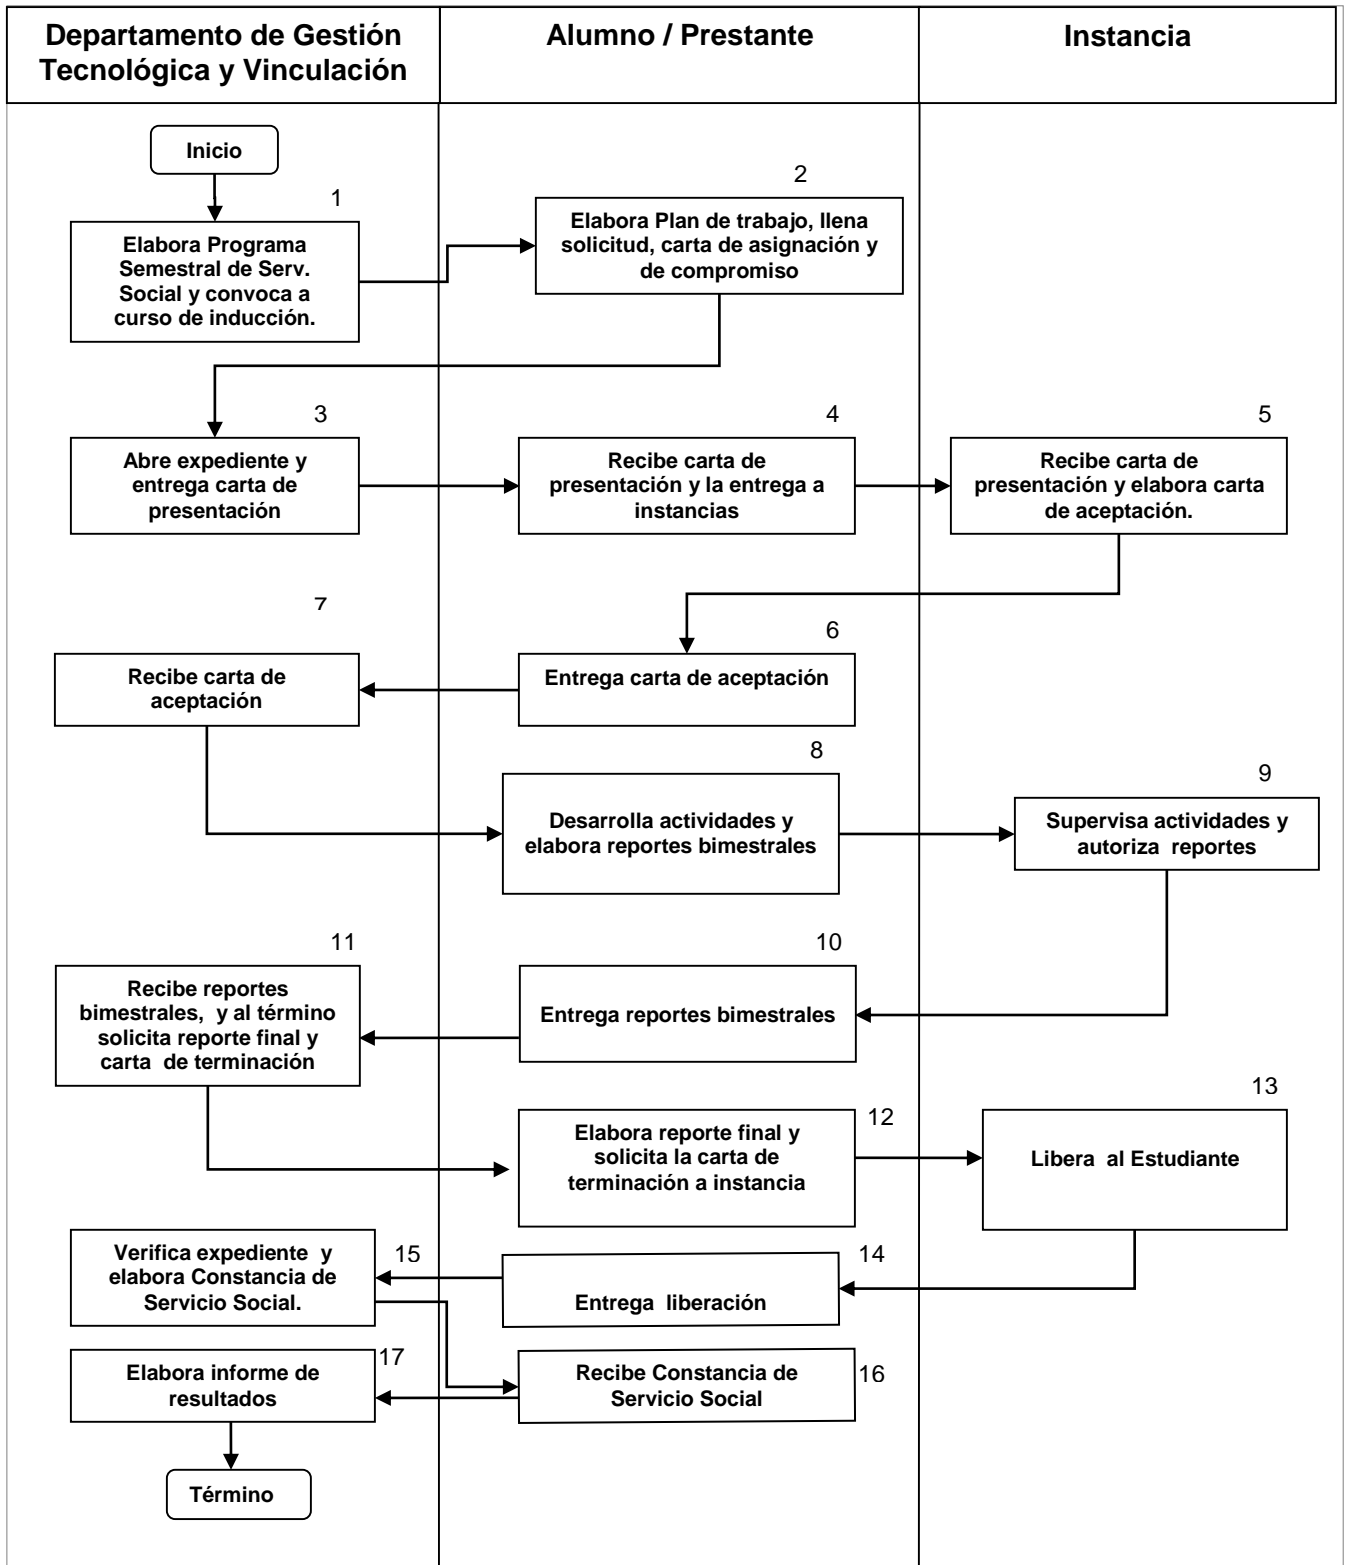 Departamento de Gestión
Tecnológica y Vinculación
Alumno / Prestante
Instancia
Inicio
1
Elabora Programa
Semestral de Serv.
Social y convoca a
curso de inducción.
2
Elabora Plan de trabajo, llena
solicitud, carta de asignación y
de compromiso
3
Abre expediente y
entrega carta de
presentación
4
Recibe carta de
presentación y la entrega a
instancias
5
Recibe carta de
presentación y elabora carta
de aceptación.
6
Entrega carta de aceptación
7
Recibe carta de
aceptación
8
Desarrolla actividades y
elabora reportes bimestrales
9
Supervisa actividades y
autoriza reportes
10
Entrega reportes bimestrales
11
Recibe reportes
bimestrales, y al término
solicita reporte final y
carta de terminación
12
Elabora reporte final y
solicita la carta de
terminación a instancia
13
Libera al Estudiante
14
Entrega liberación
15
Verifica expediente y
elabora Constancia de
Servicio Social.
16
Recibe Constancia de
Servicio Social
17
Elabora informe de
resultados
Término